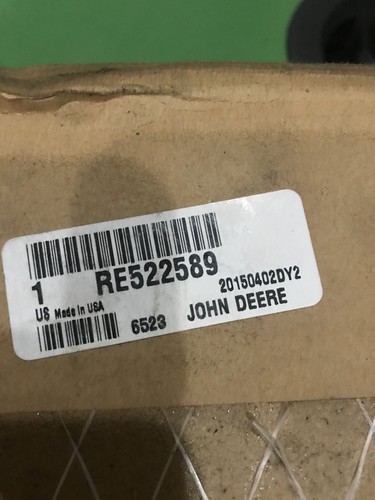 1 RE522589
20150402DY2
US Made in USA
6523 JOHN DEERE